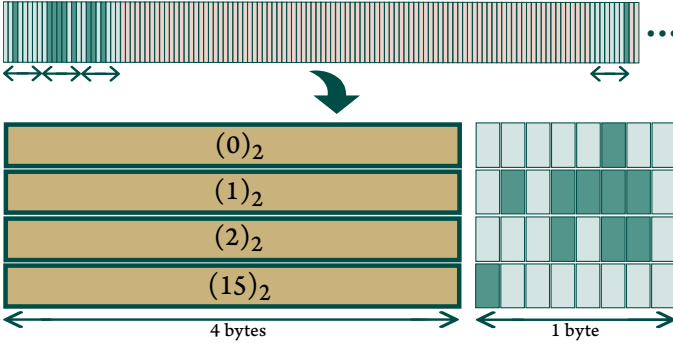 (0)₂
(1)₂
(2)₂
(15)₂
4 bytes
1 byte